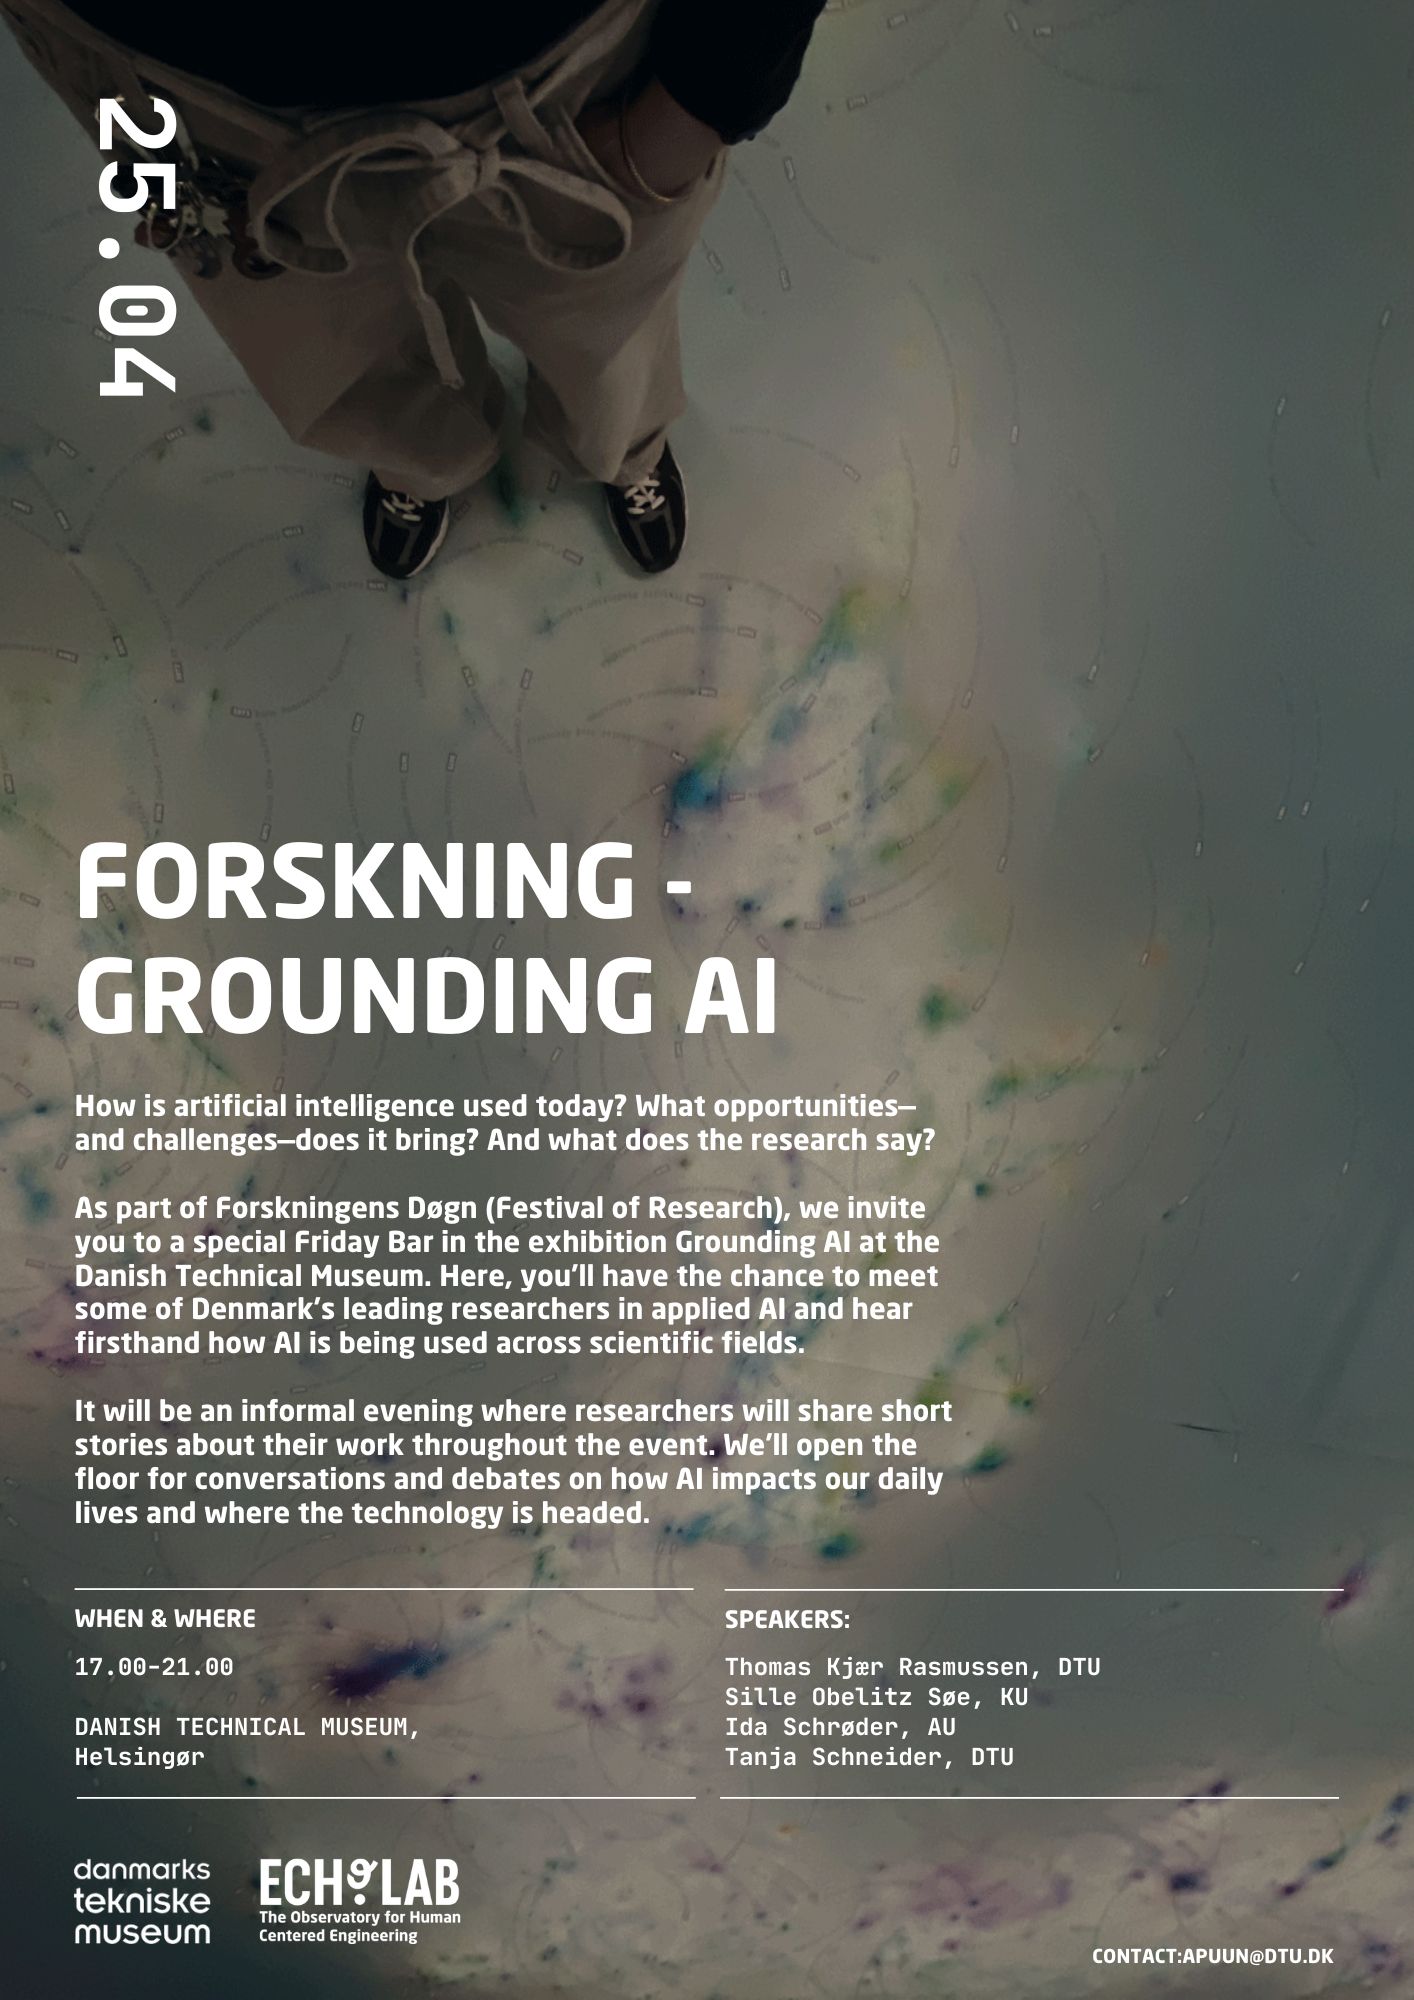 25.04
FORSKNING -
GROUNDING AI
How is artificial intelligence used today? What opportunities—
and challenges—does it bring? And what does the research say?
As part of Forskningens Døgn (Festival of Research), we invite
you to a special Friday Bar in the exhibition Grounding AI at the
Danish Technical Museum. Here, you'll have the chance to meet
some of Denmark's leading researchers in applied AI and hear
firsthand how AI is being used across scientific fields.
It will be an informal evening where researchers will share short
stories about their work throughout the event. We'll open the
floor for conversations and debates on how AI impacts our daily
lives and where the technology is headed.
WHEN & WHERE
17.00–21.00
DANISH TECHNICAL MUSEUM,
Helsingør
SPEAKERS:
Thomas Kjær Rasmussen, DTU
Sille Obelitz Søe, KU
Ida Schrøder, AU
Tanja Schneider, DTU
danmarks
tekniske
museum
ECHOLAB
The Observatory for Human
Centered Engineering
CONTACT:APUUN@DTU.DK